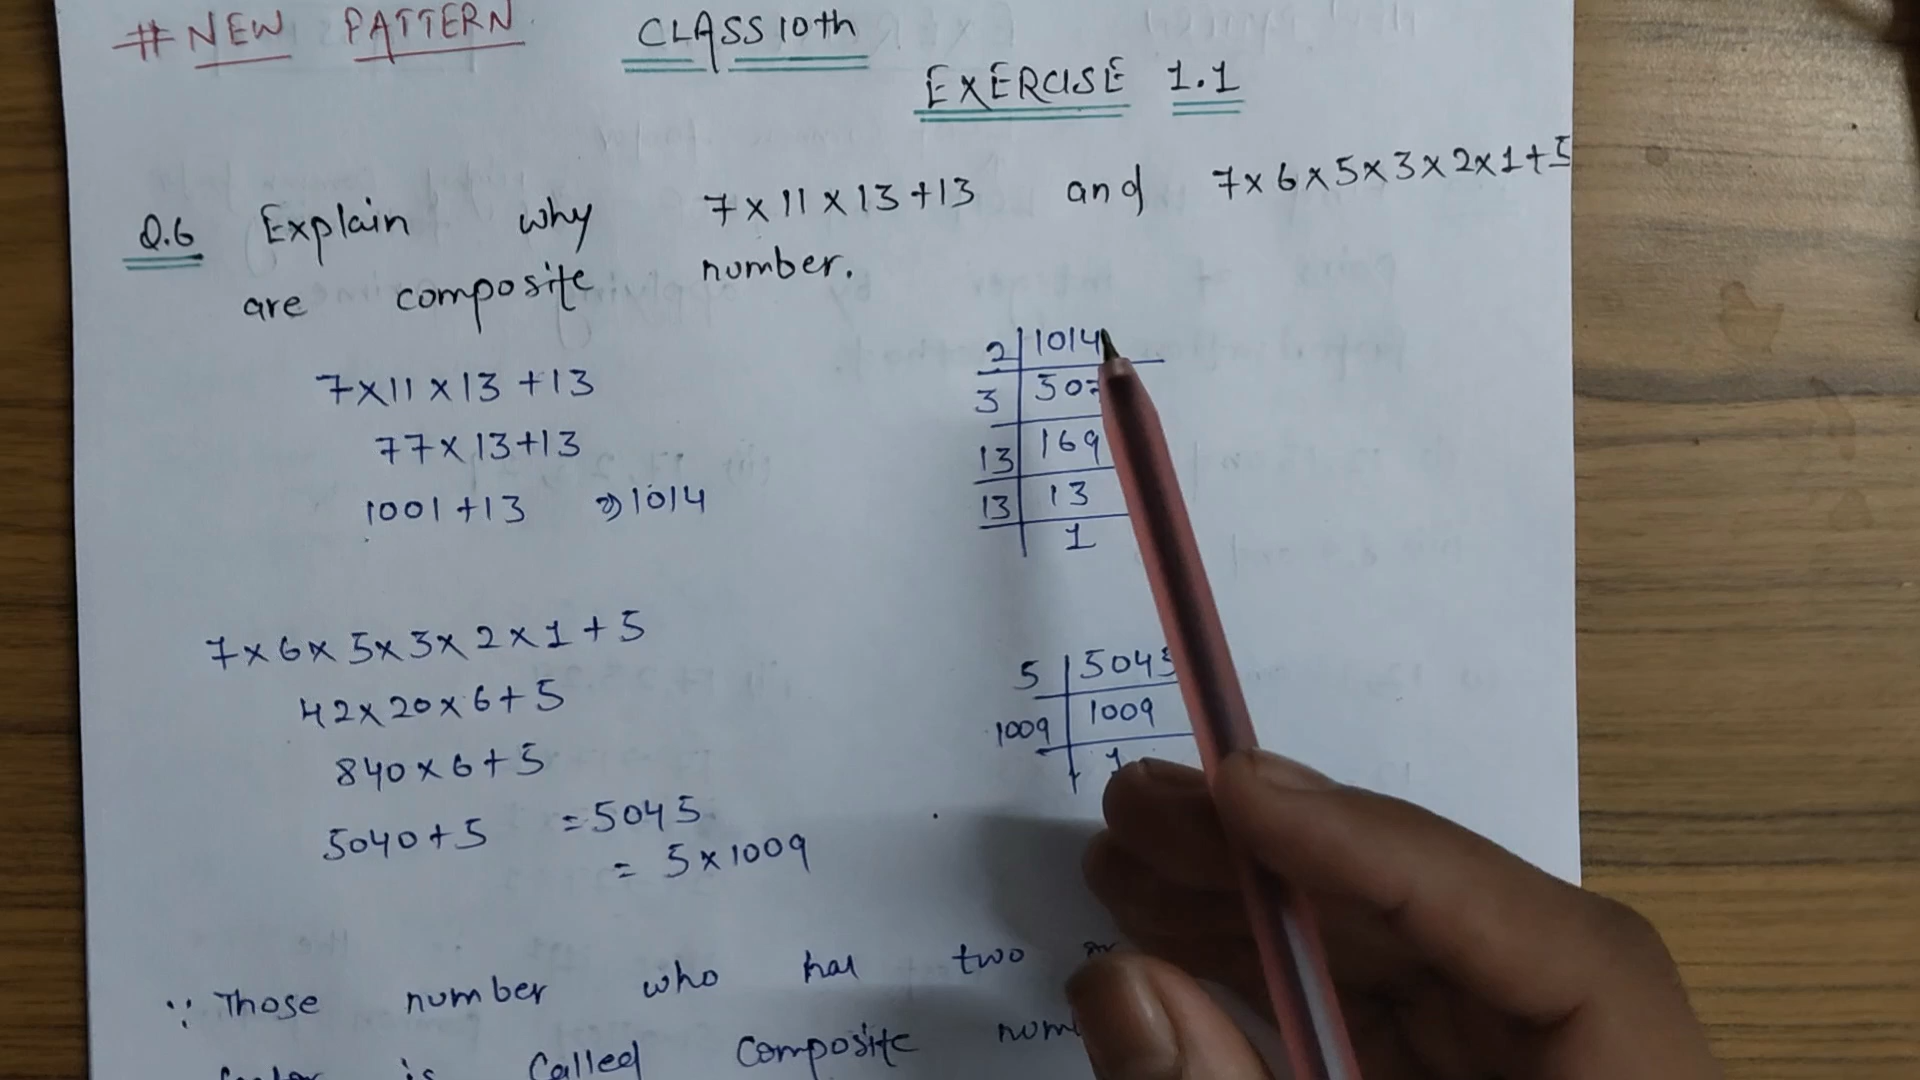 # NEW PATTERN CLASS 10th
EXERCISE 1.1
Q.6 Explain why 7×11×13+13 and 7×6×5×3×2×1+5
are composite number.
7×11×13+13
77×13+13
1001+13 ⇒1014
2 | 1014
3 | 507
13 | 169
13 | 13
1
7×6×5×3×2×1+5
42×20×6+5
840×6+5
5040+5 =5045
= 5×1009
5 | 5045
1009 | 1009
1
∵ Those number who has two
is called composite